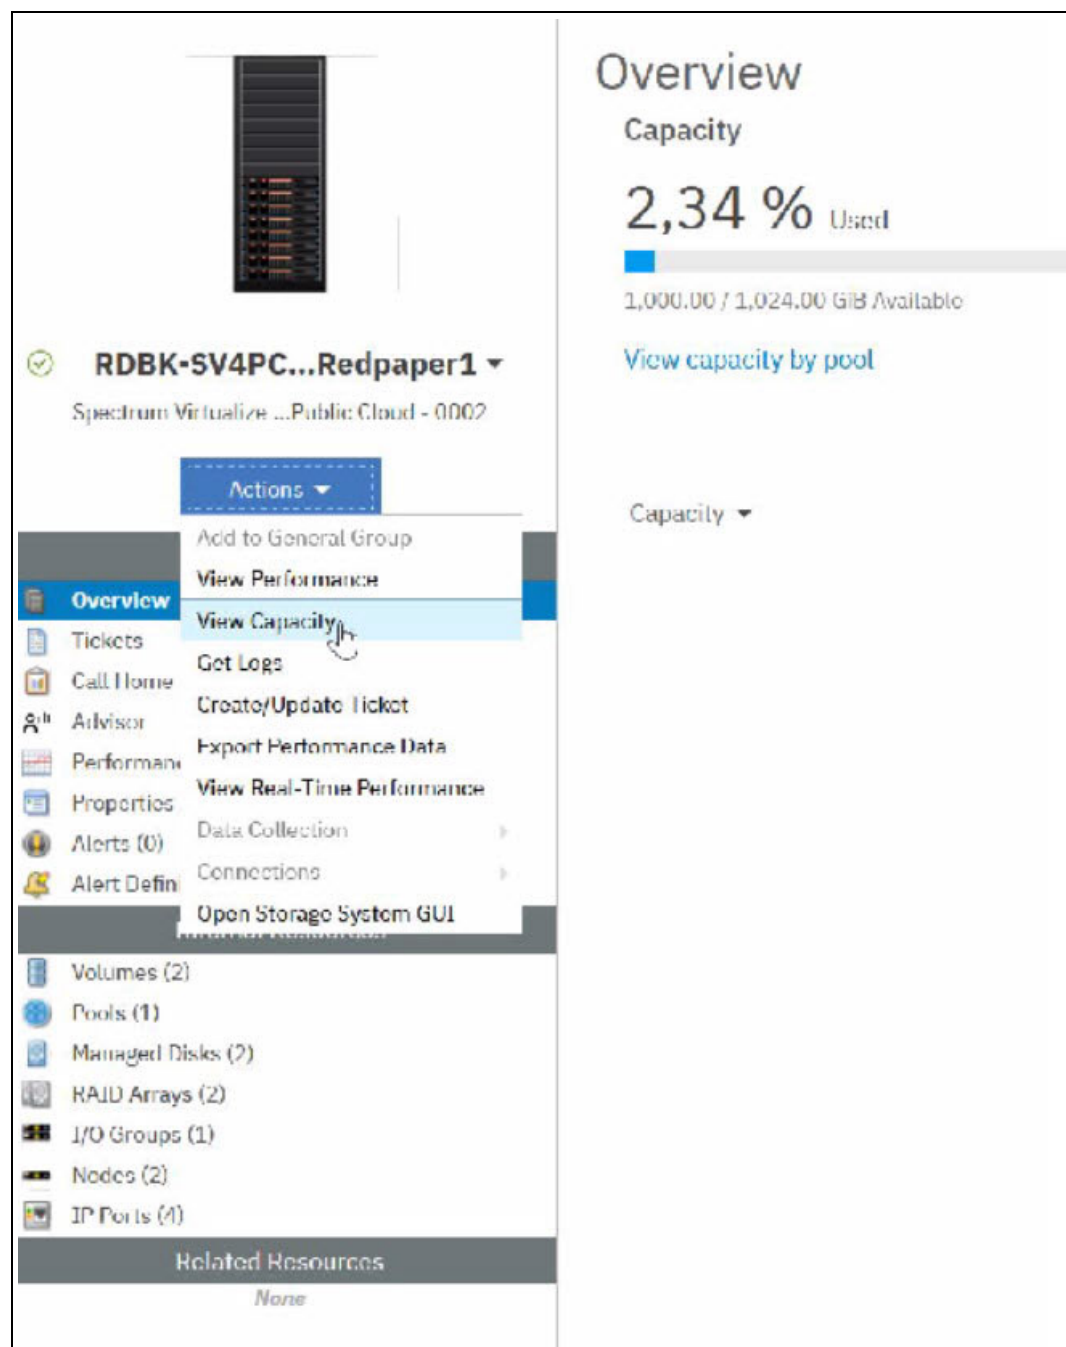 RDBK-SV4PC...Redpaper1
Spectrum Virtualize ...Public Cloud - 0002
Actions
Add to General Group
View Performance
View Capacity
Get Logs
Create/Update Ticket
Export Performance Data
View Real-Time Performance
Data Collection
Connections
Open Storage System GUI
Overview
Tickets
Call Home
Advisor
Performan
Properties
Alerts (0)
Alert Defin
Volumes (2)
Pools (1)
Managed Disks (2)
RAID Arrays (2)
I/O Groups (1)
Nodes (2)
IP Ports (4)
Related Resources
None
Overview
Capacity
2,34 % Used
1,000.00 / 1,024.00 GiB Available
View capacity by pool
Capacity